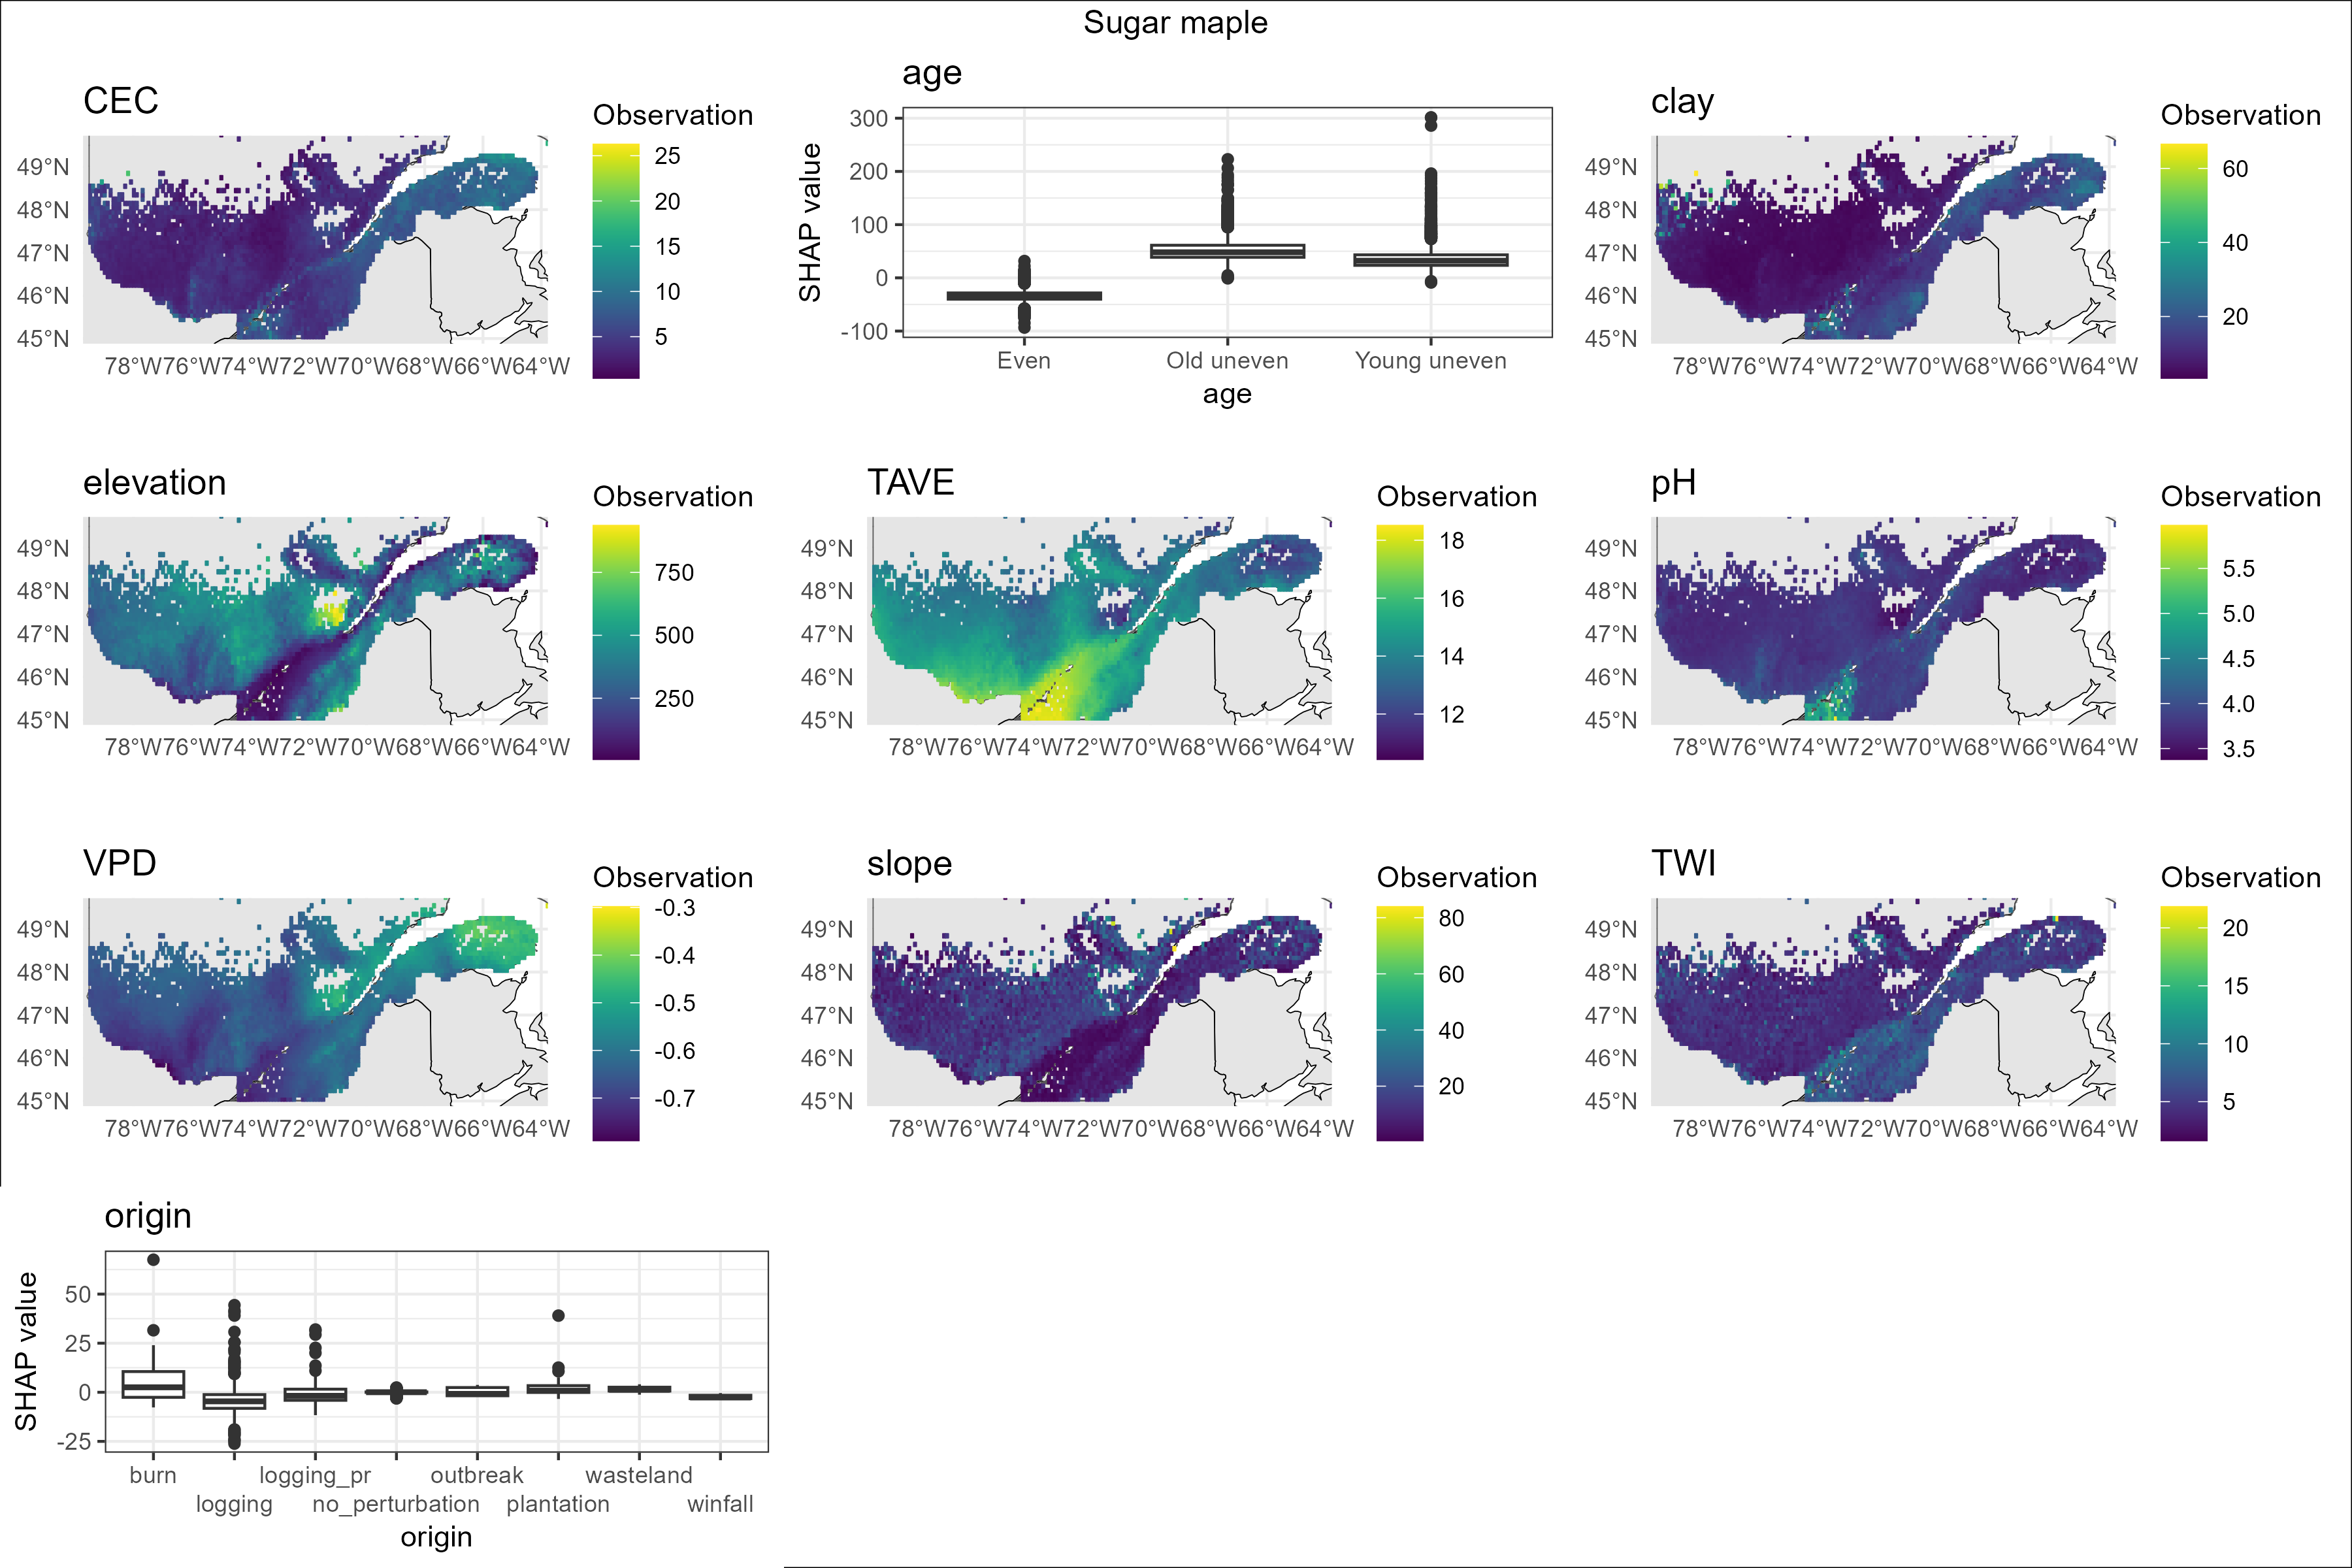 Sugar maple
CEC
Observation
49°N
48°N
47°N
46°N
45°N
78°W76°W74°W72°W70°W68°W66°W64°W
25
20
15
10
5
age
SHAP value
300
200
100
0
-100
Even Old uneven Young uneven
age
clay
Observation
49°N
48°N
47°N
46°N
45°N
78°W76°W74°W72°W70°W68°W66°W64°W
60
40
20
elevation
Observation
49°N
48°N
47°N
46°N
45°N
78°W76°W74°W72°W70°W68°W66°W64°W
750
500
250
TAVE
Observation
49°N
48°N
47°N
46°N
45°N
78°W76°W74°W72°W70°W68°W66°W64°W
18
16
14
12
pH
Observation
49°N
48°N
47°N
46°N
45°N
78°W76°W74°W72°W70°W68°W66°W64°W
5.5
5.0
4.5
4.0
3.5
VPD
Observation
49°N
48°N
47°N
46°N
45°N
78°W76°W74°W72°W70°W68°W66°W64°W
-0.3
-0.4
-0.5
-0.6
-0.7
slope
Observation
49°N
48°N
47°N
46°N
45°N
78°W76°W74°W72°W70°W68°W66°W64°W
80
60
40
20
TWI
Observation
49°N
48°N
47°N
46°N
45°N
78°W76°W74°W72°W70°W68°W66°W64°W
20
15
10
5
origin
SHAP value
50
25
0
-25
burn logging_pr outbreak wasteland
logging no_perturbation plantation winfall
origin